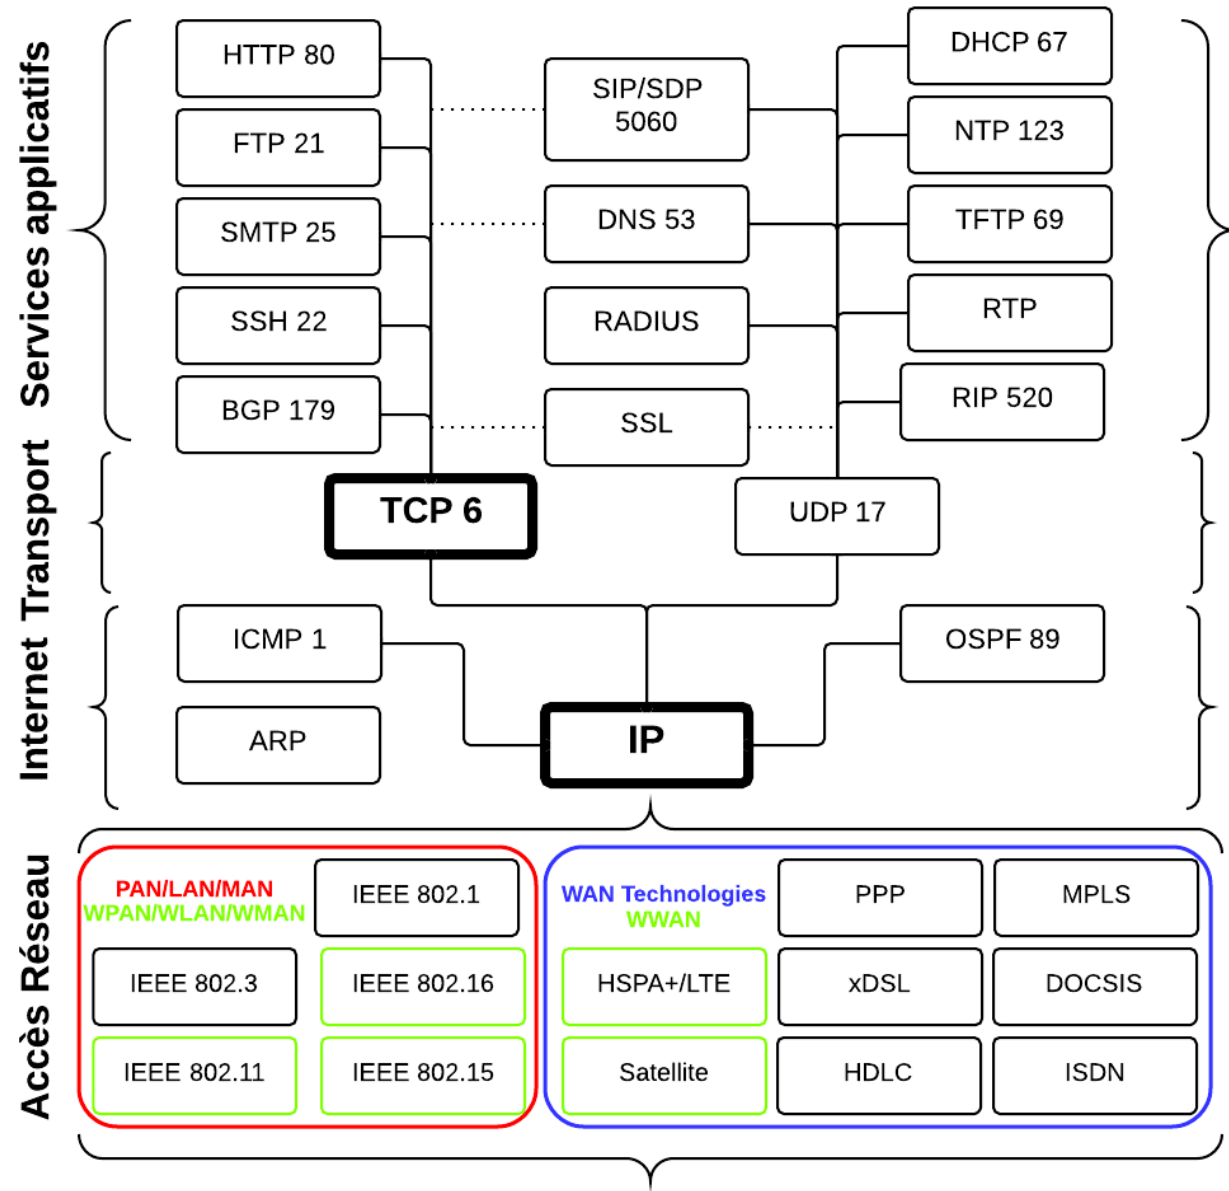 Services applicatifs
HTTP 80
FTP 21
SMTP 25
SSH 22
BGP 179
SIP/SDP
5060
DNS 53
RADIUS
SSL
DHCP 67
NTP 123
TFTP 69
RTP
RIP 520
Transport
TCP 6
UDP 17
Internet
ICMP 1
ARP
IP
OSPF 89
Accès Réseau
PAN/LAN/MAN
WPAN/WLAN/WMAN
IEEE 802.1
IEEE 802.3
IEEE 802.16
IEEE 802.11
IEEE 802.15
WAN Technologies
WWAN
PPP
MPLS
HSPA+/LTE
xDSL
DOCSIS
Satellite
HDLC
ISDN